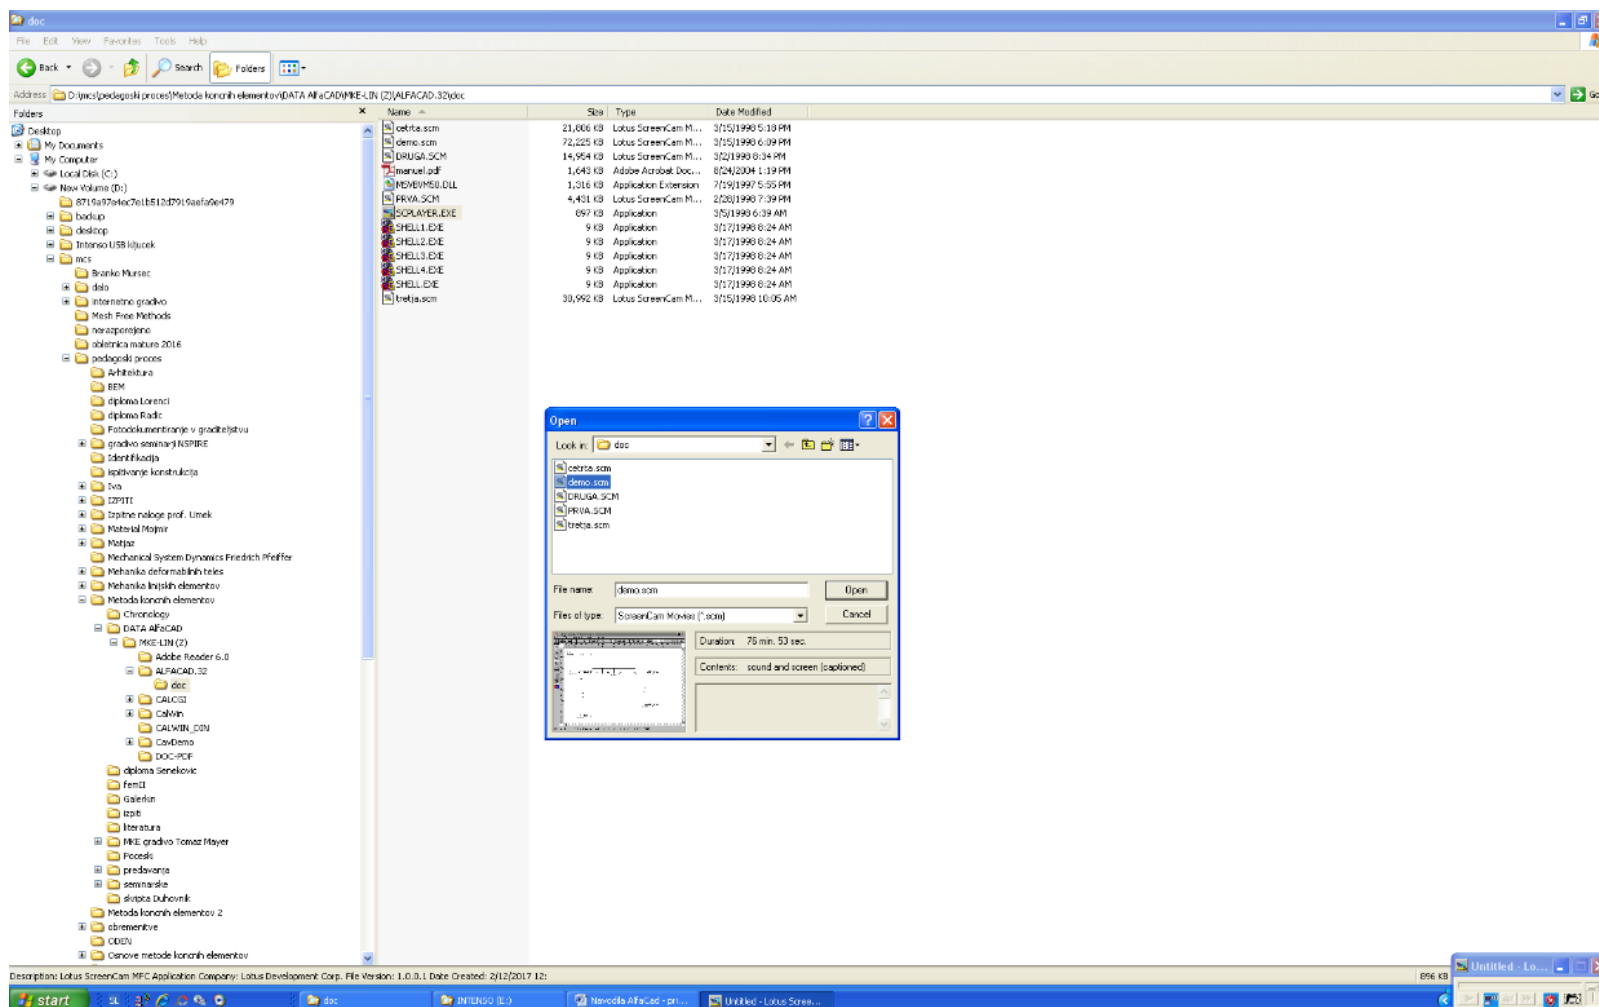 doc
File Edit View Favorites Tools Help
Back Search Folders
Address D:\mcs\pedagoski proces\Metoda koncnih elementov\DATA AlfaCAD\MKE-LIN (Z)\ALFACAD.32\doc Go
Folders Name Size Type Date Modified
Desktop
My Documents
My Computer
Local Disk (C:)
New Volume (D:)
8719a97e4ec7e1b512d7919aefa9e479
backup
desktop
Intenso USB kljucek
mcs
Branko Mursec
delo
internetno gradivo
Mesh Free Methods
nerazporejeno
obletnica mature 2016
pedagoski proces
Arhitektura
BEM
diploma Lorenci
diploma Radic
Fotodokumentiranje v graditeljstvu
gradivo seminarji NSPIRE
Identifikacija
ispitivanje konstrukcija
Iva
IZPITI
Izpitne naloge prof. Umek
Material Mojmir
Matjaz
Mechanical System Dynamics Friedrich Pfeiffer
Mehanika deformabilnih teles
Mehanika linijskih elementov
Metoda koncnih elementov
Chronology
DATA AlfaCAD
MKE-LIN (Z)
Adobe Reader 6.0
ALFACAD.32
doc
CALCGI
CalWin
CALWIN_DIN
CavDemo
DOC-PDF
diploma Senekovic
femII
Galerkin
izpiti
literatura
MKE gradivo Tomaz Mayer
Poceski
predavanja
seminarske
skripta Duhovnik
Metoda koncnih elementov 2
obremenitve
ODEN
Osnove metode koncnih elementov
cetrta.scm 21,806 KB Lotus ScreenCam M... 3/15/1998 5:18 PM
demo.scm 72,225 KB Lotus ScreenCam M... 3/15/1998 6:09 PM
DRUGA.SCM 14,954 KB Lotus ScreenCam M... 3/2/1998 8:34 PM
manuel.pdf 1,643 KB Adobe Acrobat Doc... 8/24/2004 1:19 PM
MSVBVM50.DLL 1,316 KB Application Extension 7/19/1997 5:55 PM
PRVA.SCM 4,431 KB Lotus ScreenCam M... 2/28/1998 7:39 PM
SCPLAYER.EXE 897 KB Application 3/5/1998 6:39 AM
SHELL1.EXE 9 KB Application 3/17/1998 8:24 AM
SHELL2.EXE 9 KB Application 3/17/1998 8:24 AM
SHELL3.EXE 9 KB Application 3/17/1998 8:24 AM
SHELL4.EXE 9 KB Application 3/17/1998 8:24 AM
SHELL.EXE 9 KB Application 3/17/1998 8:24 AM
tretja.scm 30,992 KB Lotus ScreenCam M... 3/15/1998 10:05 AM
Open
Look in: doc
cetrta.scm
demo.scm
DRUGA.SCM
PRVA.SCM
tretja.scm
File name: demo.scm Open
Files of type: ScreenCam Movies (*.scm) Cancel
Duration: 76 min. 53 sec.
Contents: sound and screen (captioned)
Description: Lotus ScreenCam MFC Application Company: Lotus Development Corp. File Version: 1.0.0.1 Date Created: 2/12/2017 12: 896 KB
Untitled - Lo...
start SL doc INTENSO (E:) Navodila AlfaCad - pri... Untitled - Lotus Scree...